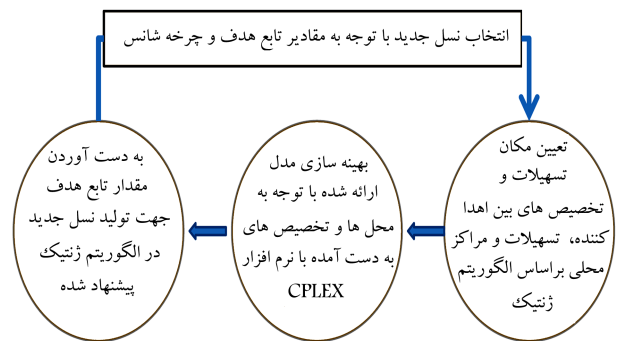 انتخاب نسل جدید با توجه به مقادیر تابع هدف و چرخه شانس
تعیین مکان
تسهیلات و
تخصیص های بین اهدا
کننده، تسهیلات و مراکز
محلی براساس الگوریتم
ژنتیک
بهینه سازی مدل
ارائه شده با توجه به
محل ها و تخصیص های
به دست آمده با نرم افزار
CPLEX
به دست آوردن
مقدار تابع هدف
جهت تولید نسل جدید
در الگوریتم ژنتیک
پیشنهاد شده